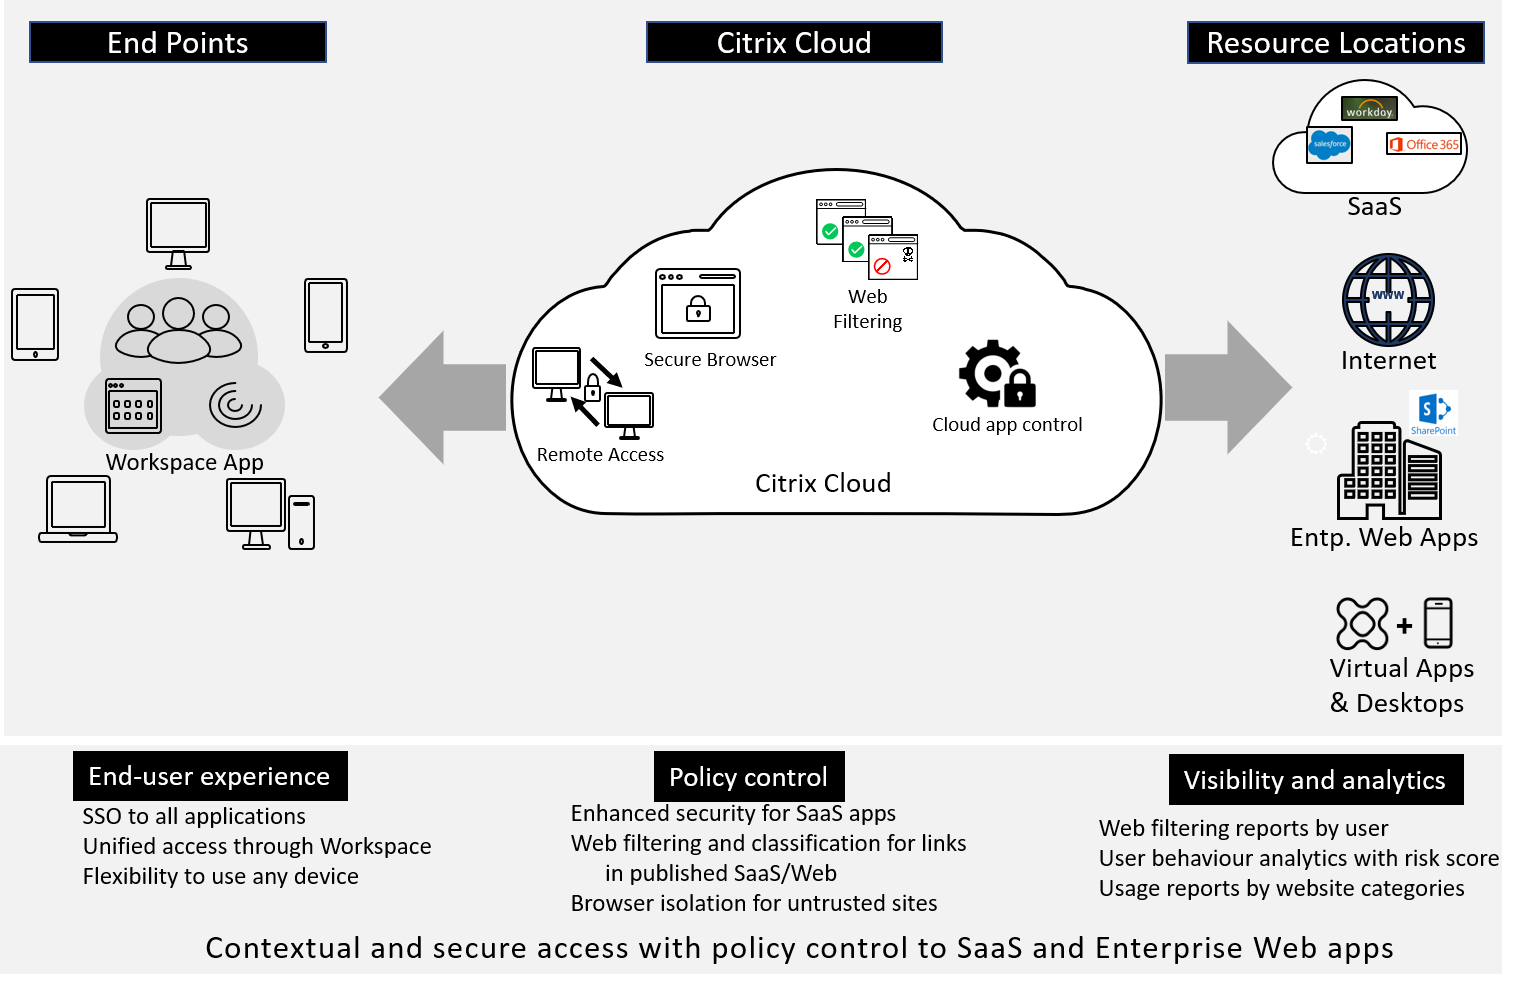 End Points
Citrix Cloud
Resource Locations
workday.
salesforce
Office 365
SaaS
Web
Filtering
Secure Browser
www
Internet
Cloud app control
SharePoint
Remote Access
Workspace App
Citrix Cloud
Entp. Web Apps
+
Virtual Apps
& Desktops
End-user experience
SSO to all applications
Unified access through Workspace
Flexibility to use any device
Policy control
Enhanced security for SaaS apps
Web filtering and classification for links
in published SaaS/Web
Browser isolation for untrusted sites
Visibility and analytics
Web filtering reports by user
User behaviour analytics with risk score
Usage reports by website categories
Contextual and secure access with policy control to SaaS and Enterprise Web apps